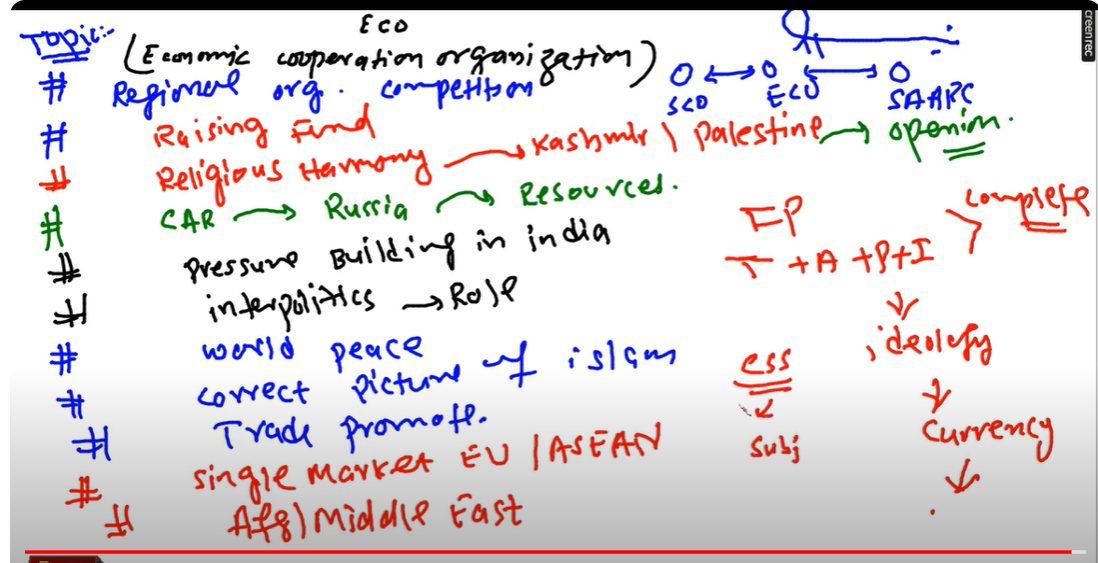 ECO
Topic:-
(Economic cooperation organization)
# Regional org. competition
SCO ↔ ECO ↔ SAARC
# Raising Fund
# Religious Harmony → Kashmir \ Palestine → openion.
# CAR → Russia → Resources.
# Pressure Building in india
# interpolitics → Role
# world peace
# correct picture of islam
# Trade promote.
# single Market EU / ASEAN
# Afg) Middle East
FP
T + A + P + I > complete
↓
ideology
↓
currency
↓
CSS
↓
Subj
creenrec